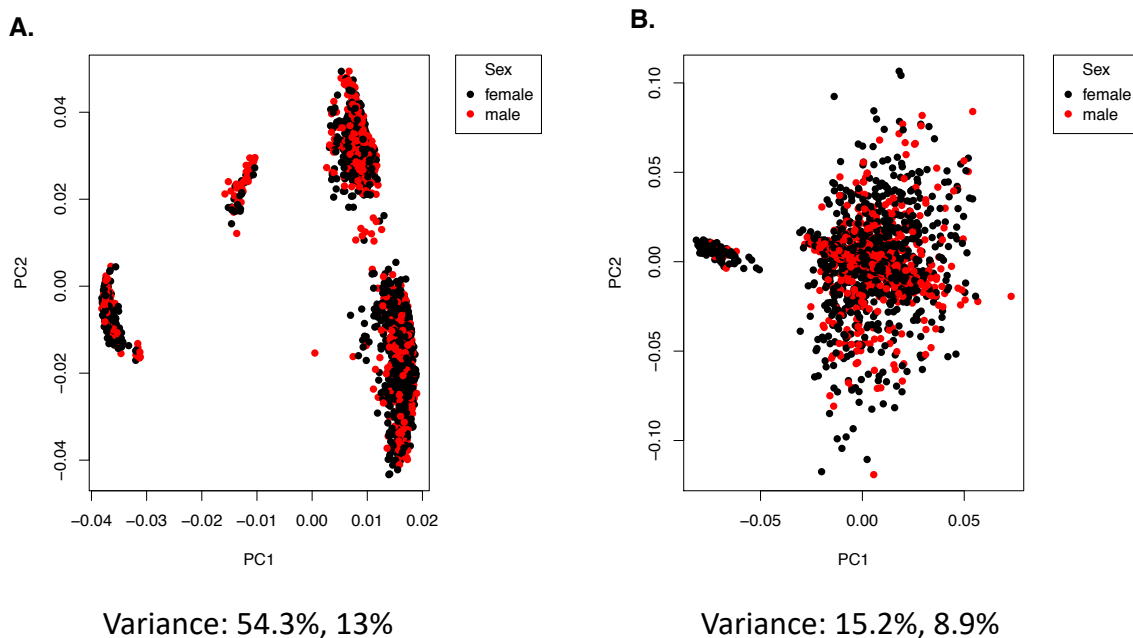 A.
Sex
female
male
0.04
0.02
0.00
−0.02
−0.04
PC2
−0.04
−0.03
−0.02
−0.01
0.00
0.01
0.02
PC1
Variance: 54.3%, 13%
B.
Sex
female
male
0.10
0.05
0.00
−0.05
−0.10
PC2
−0.05
0.00
0.05
PC1
Variance: 15.2%, 8.9%